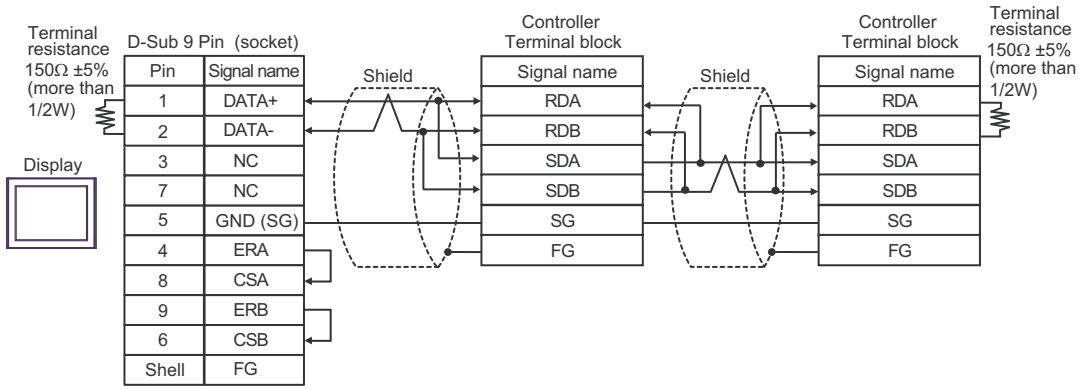 Terminal
resistance
150Ω ±5%
(more than
1/2W)
Display
D-Sub 9 Pin (socket)
Pin Signal name
1 DATA+
2 DATA-
3 NC
7 NC
5 GND (SG)
4 ERA
8 CSA
9 ERB
6 CSB
Shell FG
Shield
Controller
Terminal block
Signal name
RDA
RDB
SDA
SDB
SG
FG
Shield
Controller
Terminal block
Signal name
RDA
RDB
SDA
SDB
SG
FG
Terminal
resistance
150Ω ±5%
(more than
1/2W)